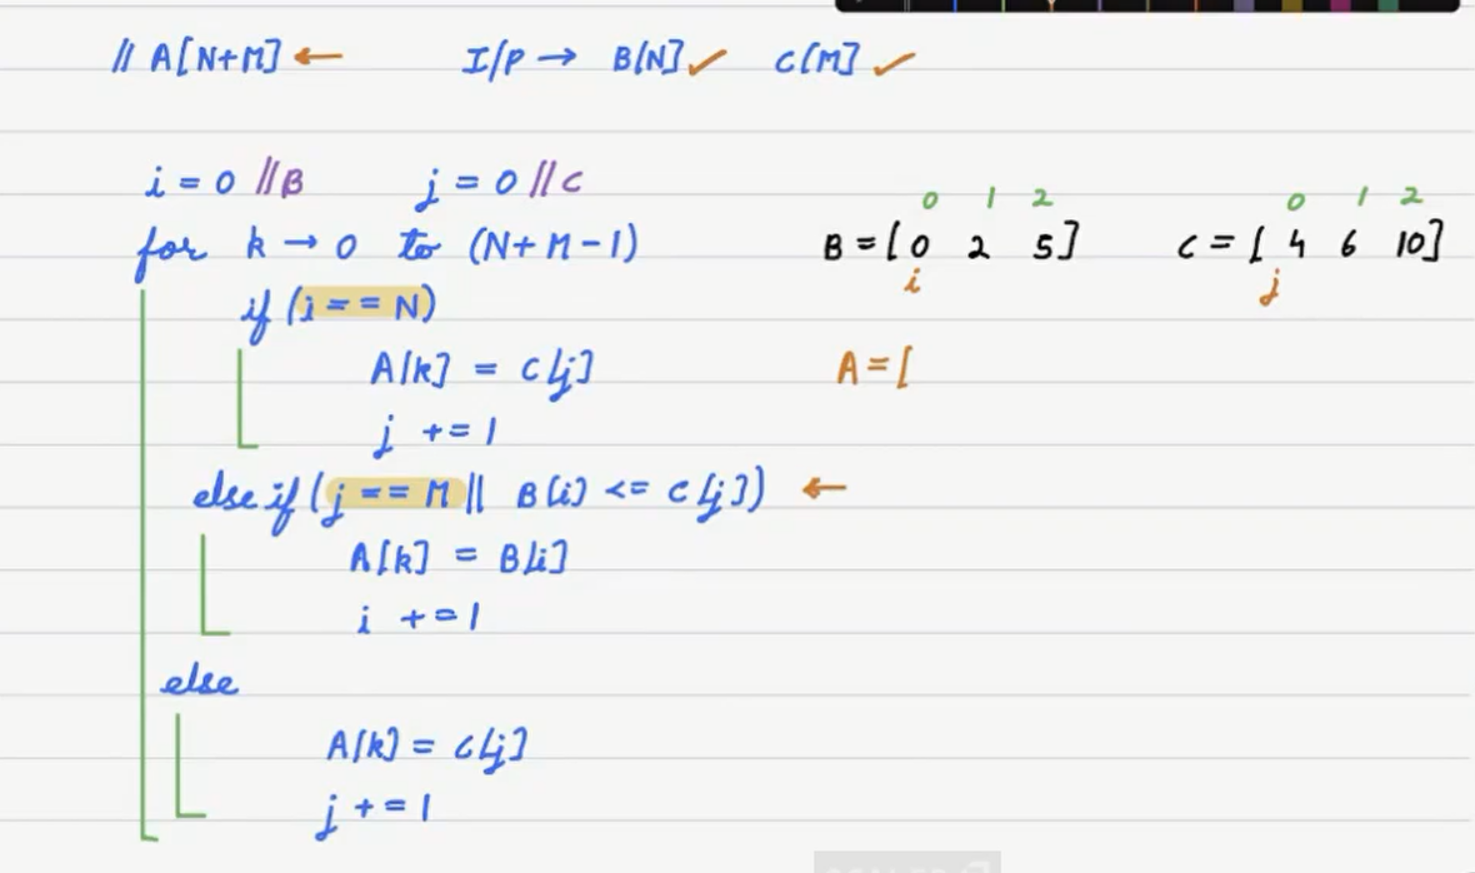 // A[N+M] ← I/P → B[N] ✓ C[M] ✓
i = 0 //B j = 0 //C
0 1 2 0 1 2
for k → 0 to (N+M-1) B = [ 0 2 5 ] C = [ 4 6 10 ]
i j
if (i == N)
A[k] = C[j] A = [
j += 1
else if (j == M || B[i] <= C[j]) ←
A[k] = B[i]
i += 1
else
A[k] = C[j]
j += 1